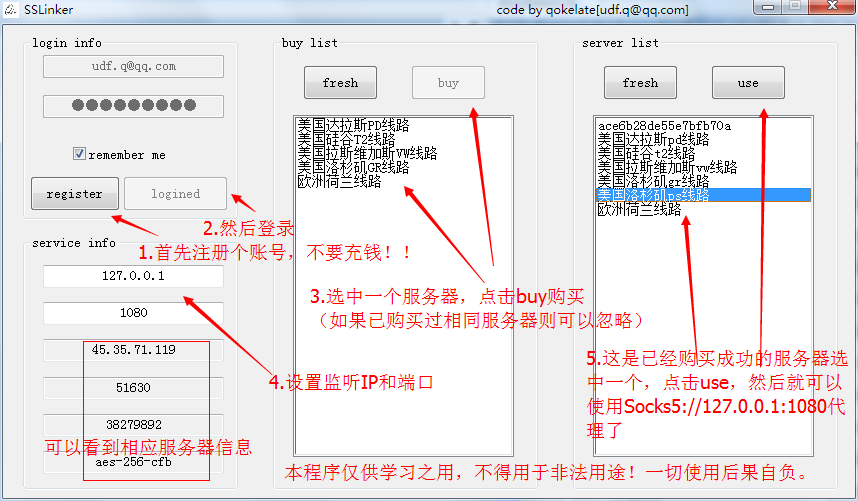 SSLinker
code by qokelate[udf.q@qq.com]
login info
udf.q@qq.com
remember me
register
logined
2.然后登录
1.首先注册个账号，不要充钱！！
service info
127.0.0.1
1080
45.35.71.119
51630
38279892
可以看到相应服务器信息
aes-256-cfb
4.设置监听IP和端口
buy list
fresh
buy
美国达拉斯PD线路
美国硅谷T2线路
美国拉斯维加斯VW线路
美国洛杉矶GR线路
欧洲荷兰线路
3.选中一个服务器，点击buy购买
（如果已购买过相同服务器则可以忽略）
server list
fresh
use
ace6b28de55e7bfb70a
美国达拉斯pd线路
美国硅谷t2线路
美国拉斯维加斯vw线路
美国洛杉矶gr线路
美国洛杉矶ps线路
欧洲荷兰线路
5.这是已经购买成功的服务器选
中一个，点击use，然后就可以
使用Socks5://127.0.0.1:1080代
理了
本程序仅供学习之用，不得用于非法用途！一切使用后果自负。